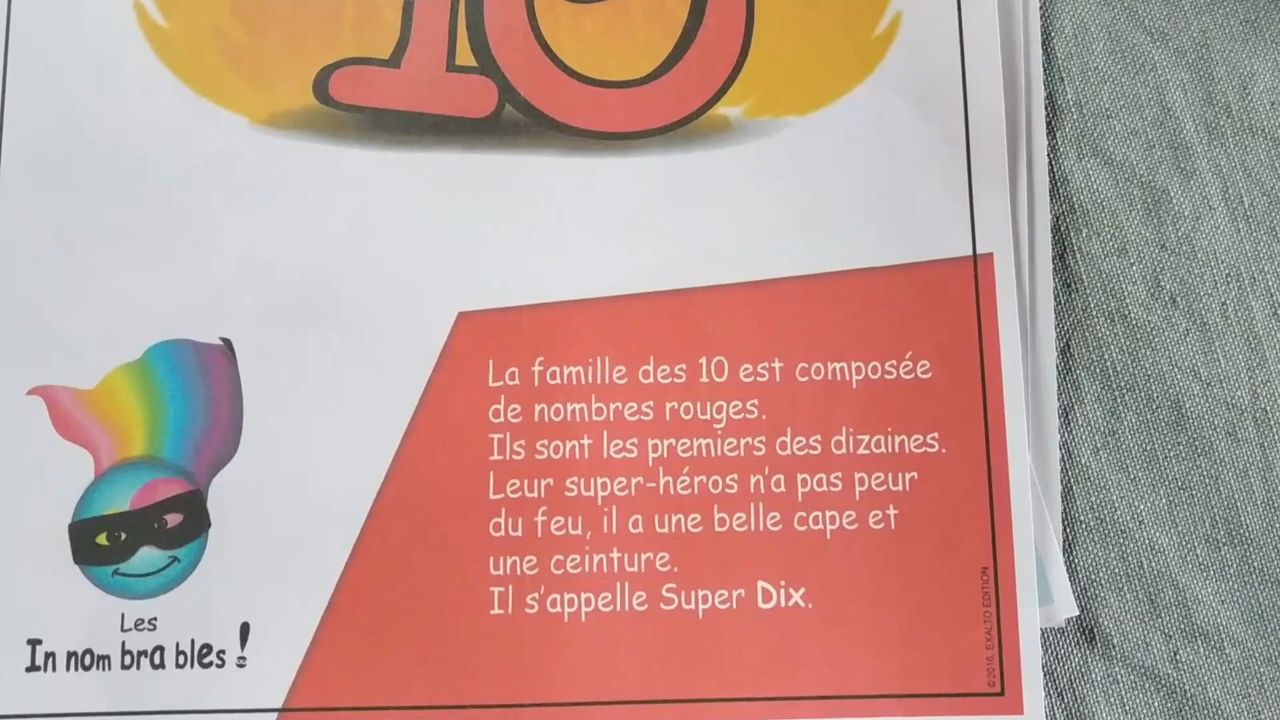 10
La famille des 10 est composée
de nombres rouges.
Ils sont les premiers des dizaines.
Leur super-héros n'a pas peur
du feu, il a une belle cape et
une ceinture.
Il s'appelle Super Dix.
Les
In nom bra bles !
©2016, EXALTO EDITION